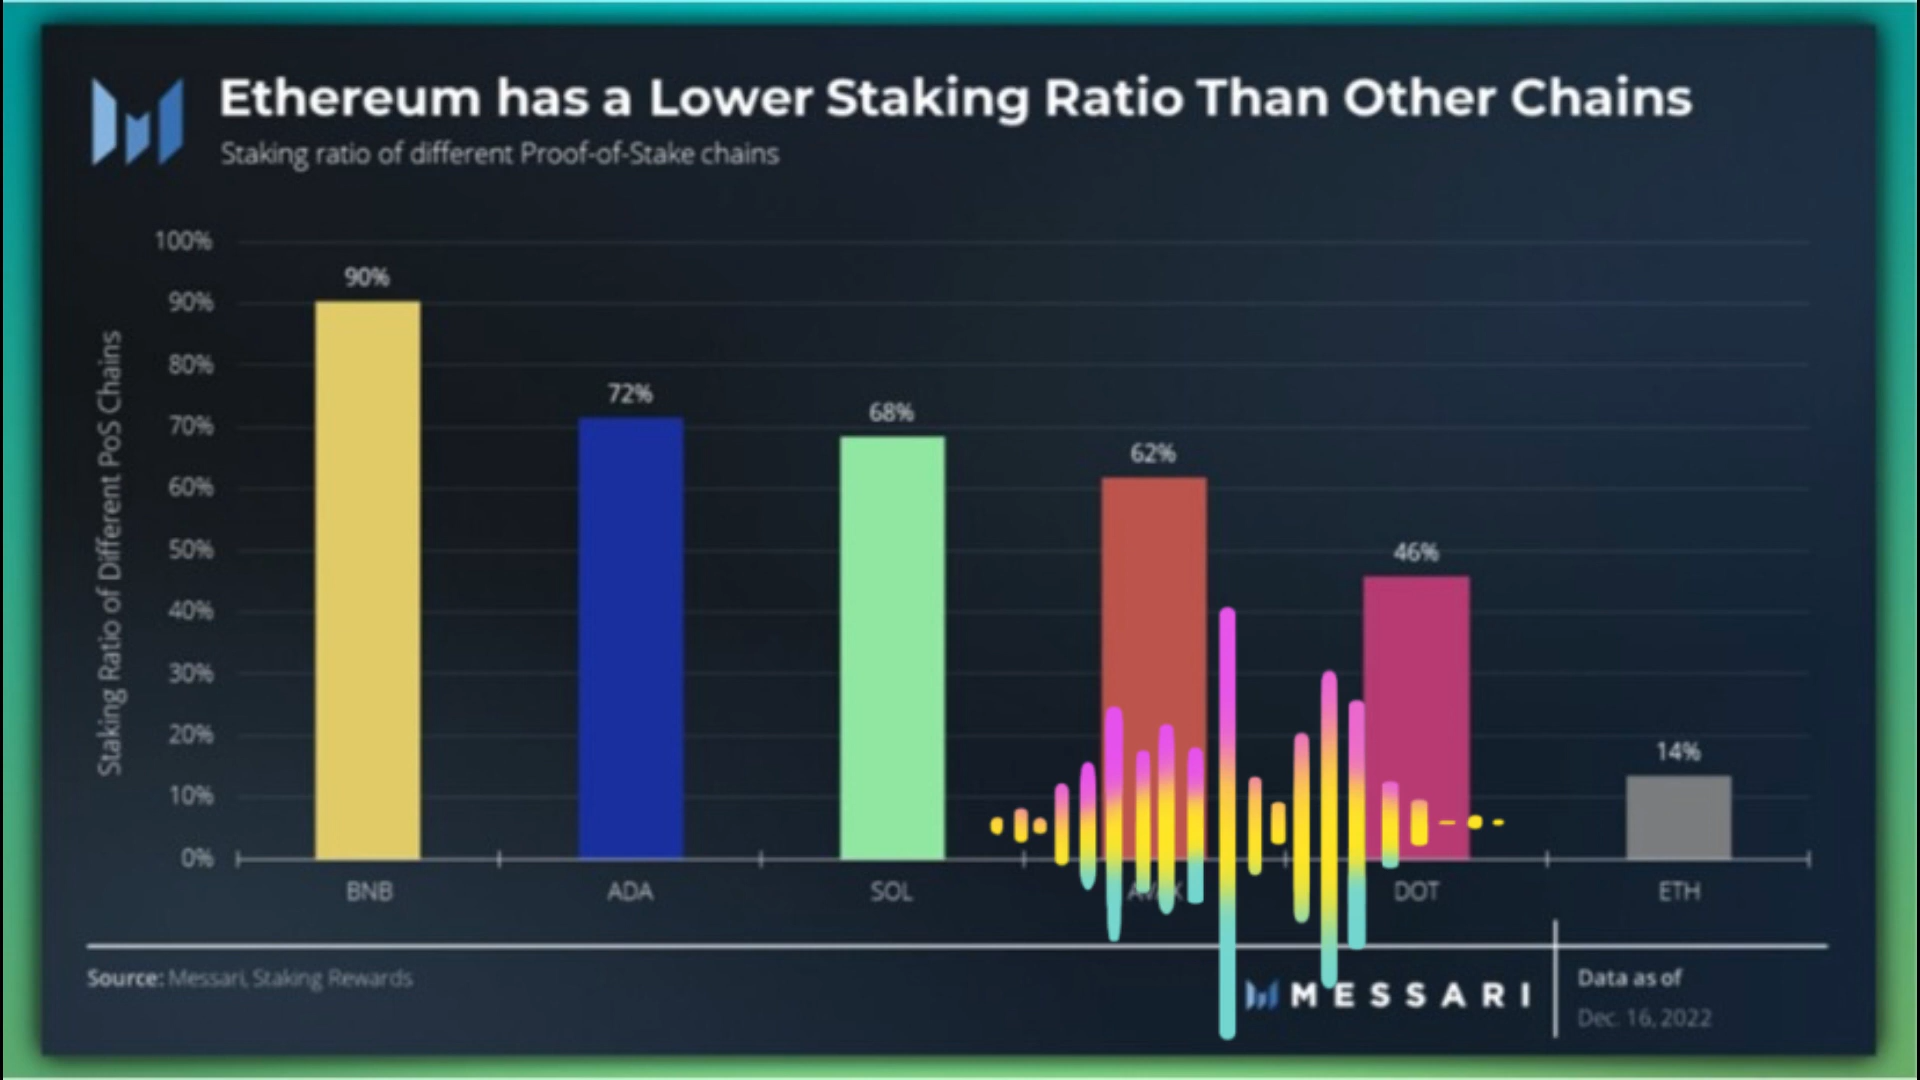 Ethereum has a Lower Staking Ratio Than Other Chains
Staking ratio of different Proof-of-Stake chains
Staking Ratio of Different PoS Chains
100%
90%
80%
70%
60%
50%
40%
30%
20%
10%
0%
90%
72%
68%
62%
46%
14%
BNB
ADA
SOL
AVAX
DOT
ETH
Source: Messari, Staking Rewards
MESSARI
Data as of
Dec. 16, 2022